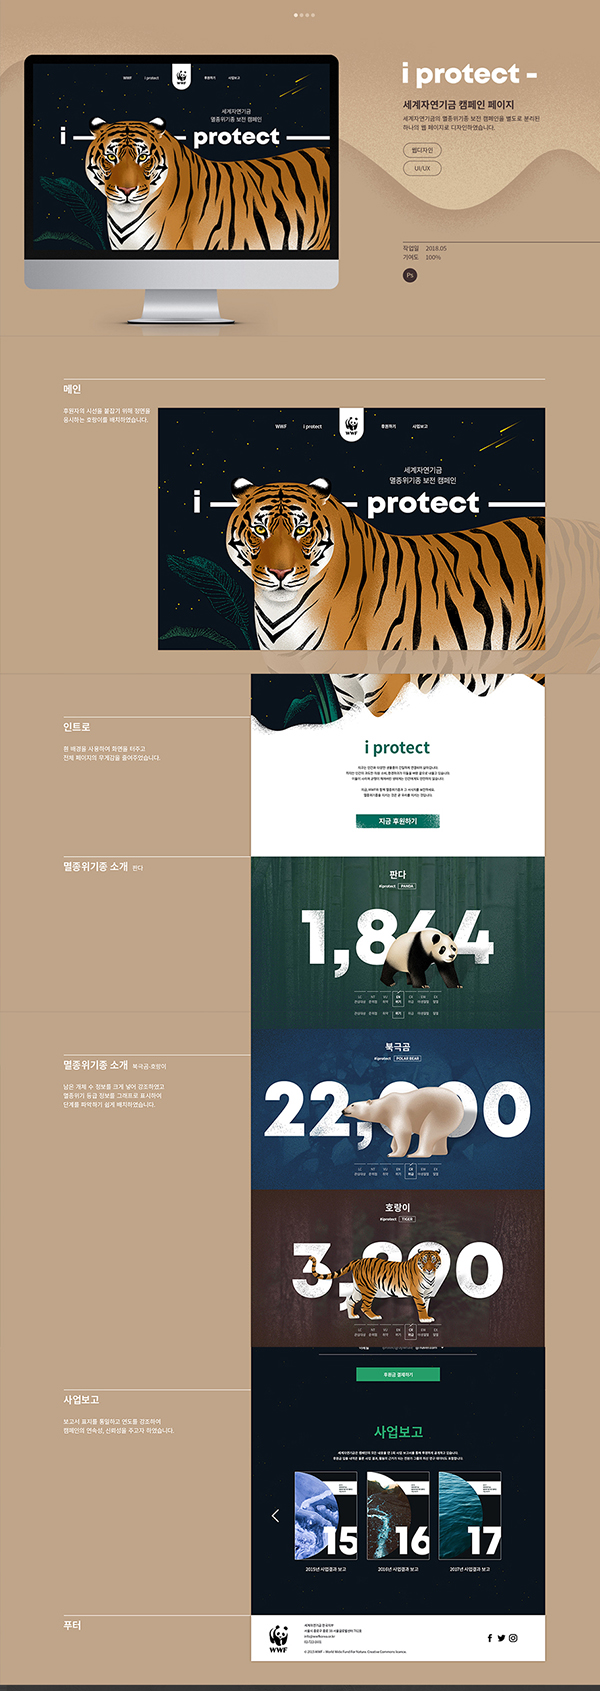 WWF
i protect
WWF
후원하기
사업보고
세계자연기금
멸종위기종 보전 캠페인
i protect
i protect -
세계자연기금 캠페인 페이지
세계자연기금의 멸종위기종 보전 캠페인을 별도로 분리된
하나의 웹 페이지로 디자인하였습니다.
웹디자인
UI/UX
작업일 2018.05
기여도 100%
Ps
메인
후원자의 시선을 붙잡기 위해 정면을
응시하는 호랑이를 배치하였습니다.
WWF
i protect
WWF
후원하기
사업보고
세계자연기금
멸종위기종 보전 캠페인
i protect
인트로
흰 배경을 사용하여 화면을 터주고
전체 페이지의 무게감을 줄여주었습니다.
i protect
지금 후원하기
멸종위기종 소개 판다
판다
#iprotect PANDA
1,864
LC NT VU EN CR EW EX
멸종위기종 소개 북극곰·호랑이
남은 개체 수 정보를 크게 넣어 강조하였고
멸종위기 등급 정보를 그래프로 표시하여
단계를 파악하기 쉽게 배치하였습니다.
북극곰
#iprotect POLAR BEAR
22,000
호랑이
#iprotect TIGER
3,890
LC NT VU EN CR EW EX
후원금 결제하기
사업보고
보고서 표지를 통일하고 연도를 강조하여
캠페인의 연속성, 신뢰성을 주고자 하였습니다.
사업보고
15
16
17
2015년 사업결과 보고
2016년 사업결과 보고
2017년 사업결과 보고
푸터
WWF